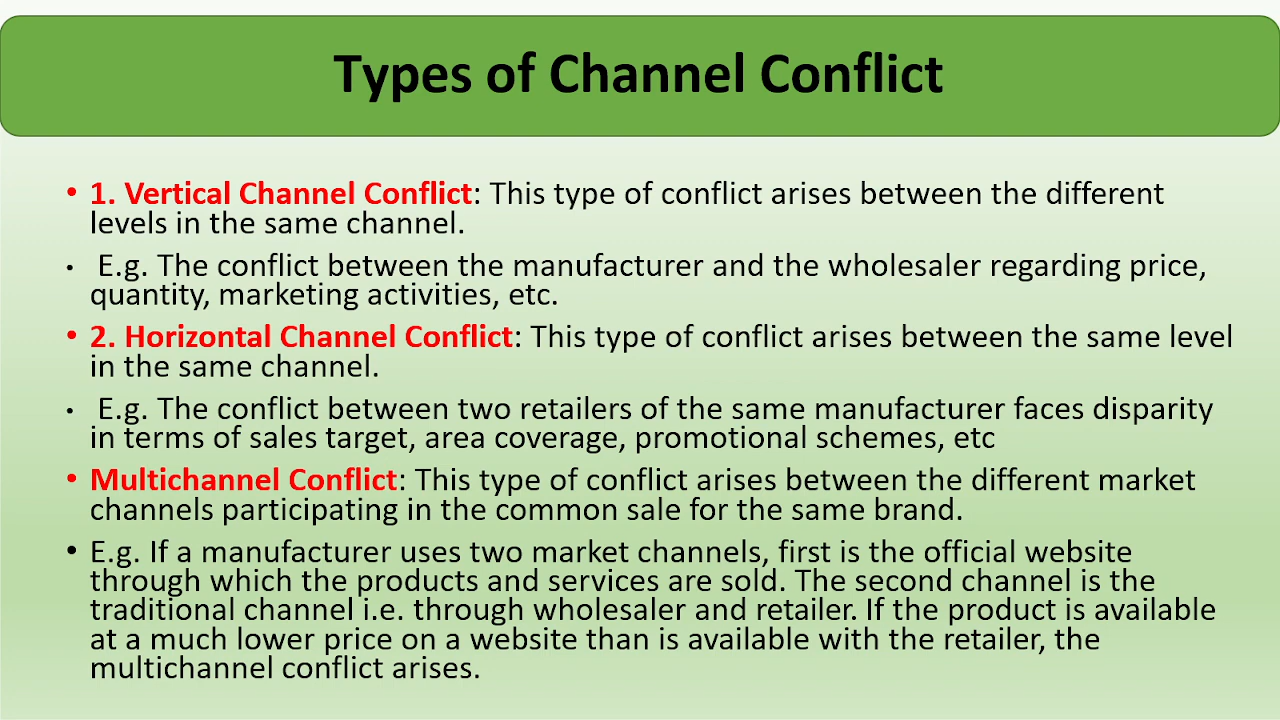 Types of Channel Conflict
• 1. Vertical Channel Conflict: This type of conflict arises between the different
levels in the same channel.
• E.g. The conflict between the manufacturer and the wholesaler regarding price,
quantity, marketing activities, etc.
• 2. Horizontal Channel Conflict: This type of conflict arises between the same level
in the same channel.
• E.g. The conflict between two retailers of the same manufacturer faces disparity
in terms of sales target, area coverage, promotional schemes, etc
• Multichannel Conflict: This type of conflict arises between the different market
channels participating in the common sale for the same brand.
• E.g. If a manufacturer uses two market channels, first is the official website
through which the products and services are sold. The second channel is the
traditional channel i.e. through wholesaler and retailer. If the product is available
at a much lower price on a website than is available with the retailer, the
multichannel conflict arises.